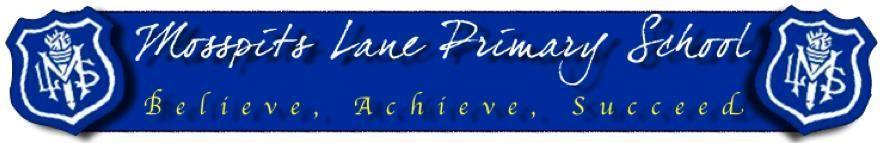 Mosspits Lane Primary School
Believe, Achieve, Succeed